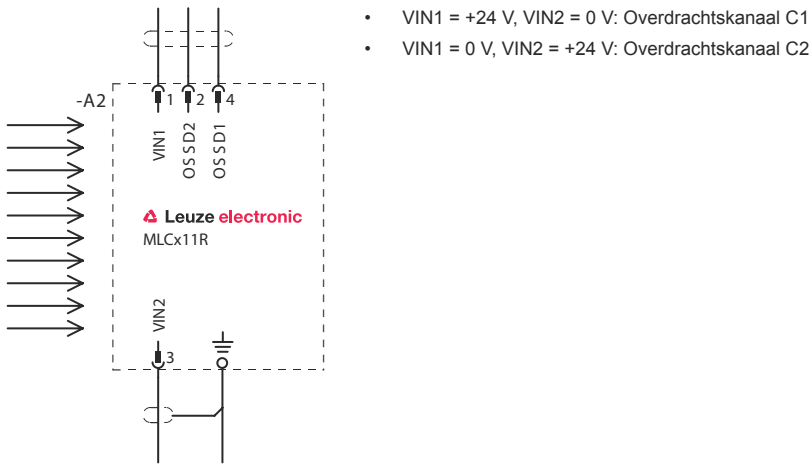 • VIN1 = +24 V, VIN2 = 0 V: Overdrachtskanaal C1
• VIN1 = 0 V, VIN2 = +24 V: Overdrachtskanaal C2
-A2
1 2 4
VIN1
OSSD2
OSSD1
Leuze electronic
MLCx11R
VIN2
3